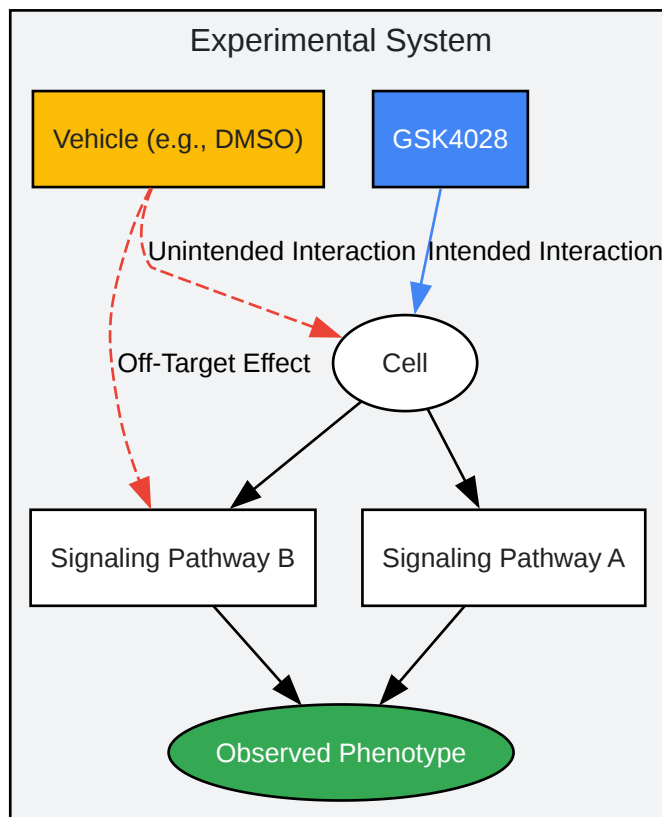 Experimental System
Vehicle (e.g., DMSO)
GSK4028
Unintended Interaction
Intended Interaction
Cell
Off-Target Effect
Signaling Pathway B
Signaling Pathway A
Observed Phenotype